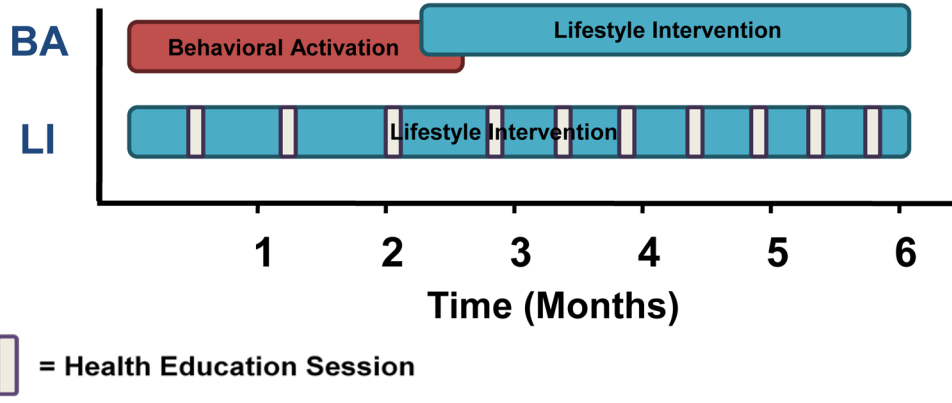 BA
Behavioral Activation
Lifestyle Intervention
LI
Lifestyle Intervention
1 2 3 4 5 6
Time (Months)
= Health Education Session